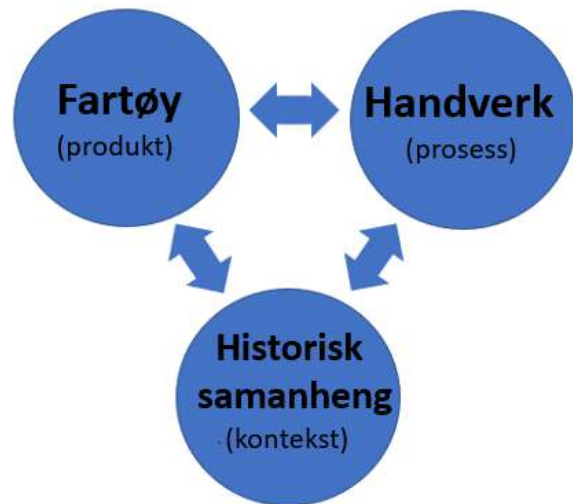 Fartøy
(produkt)
Handverk
(prosess)
Historisk
samanheng
(kontekst)